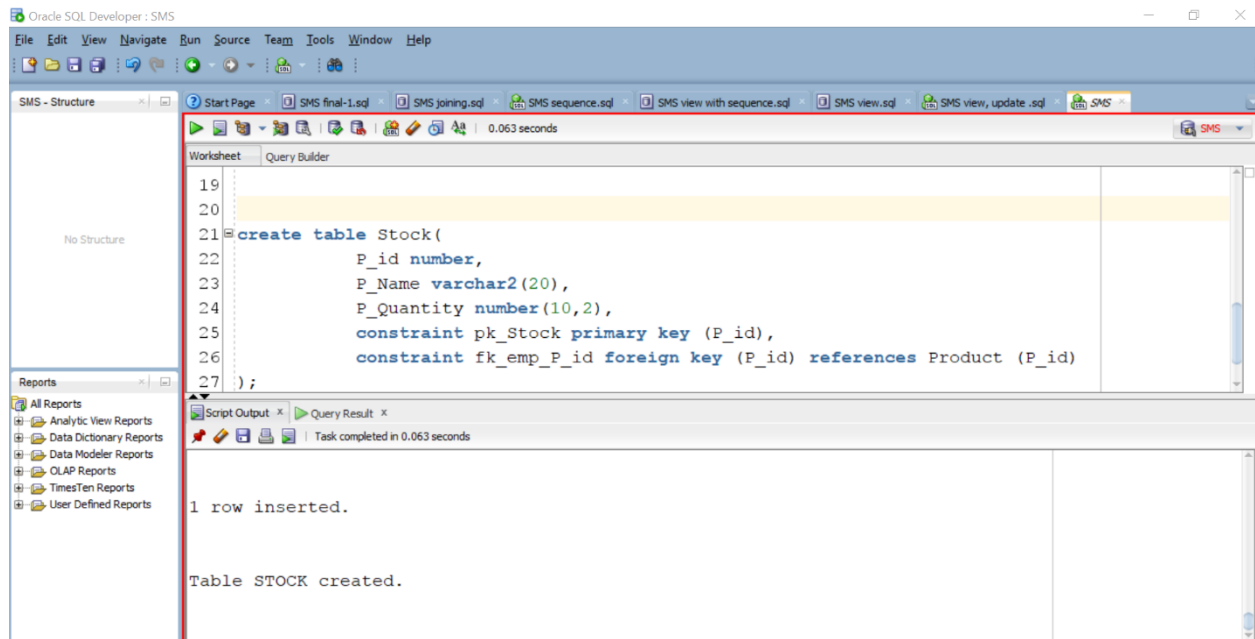 Oracle SQL Developer : SMS
File Edit View Navigate Run Source Team Tools Window Help
SMS - Structure
Start Page SMS final-1.sql SMS joining.sql SMS sequence.sql SMS view with sequence.sql SMS view.sql SMS view, update .sql SMS
0.063 seconds
SMS
Worksheet Query Builder
19
20
21 create table Stock(
22 P_id number,
23 P_Name varchar2(20),
24 P_Quantity number(10,2),
25 constraint pk_Stock primary key (P_id),
26 constraint fk_emp_P_id foreign key (P_id) references Product (P_id)
27 );
No Structure
Reports
All Reports
Analytic View Reports
Data Dictionary Reports
Data Modeler Reports
OLAP Reports
TimesTen Reports
User Defined Reports
Script Output x Query Result x
Task completed in 0.063 seconds
1 row inserted.
Table STOCK created.